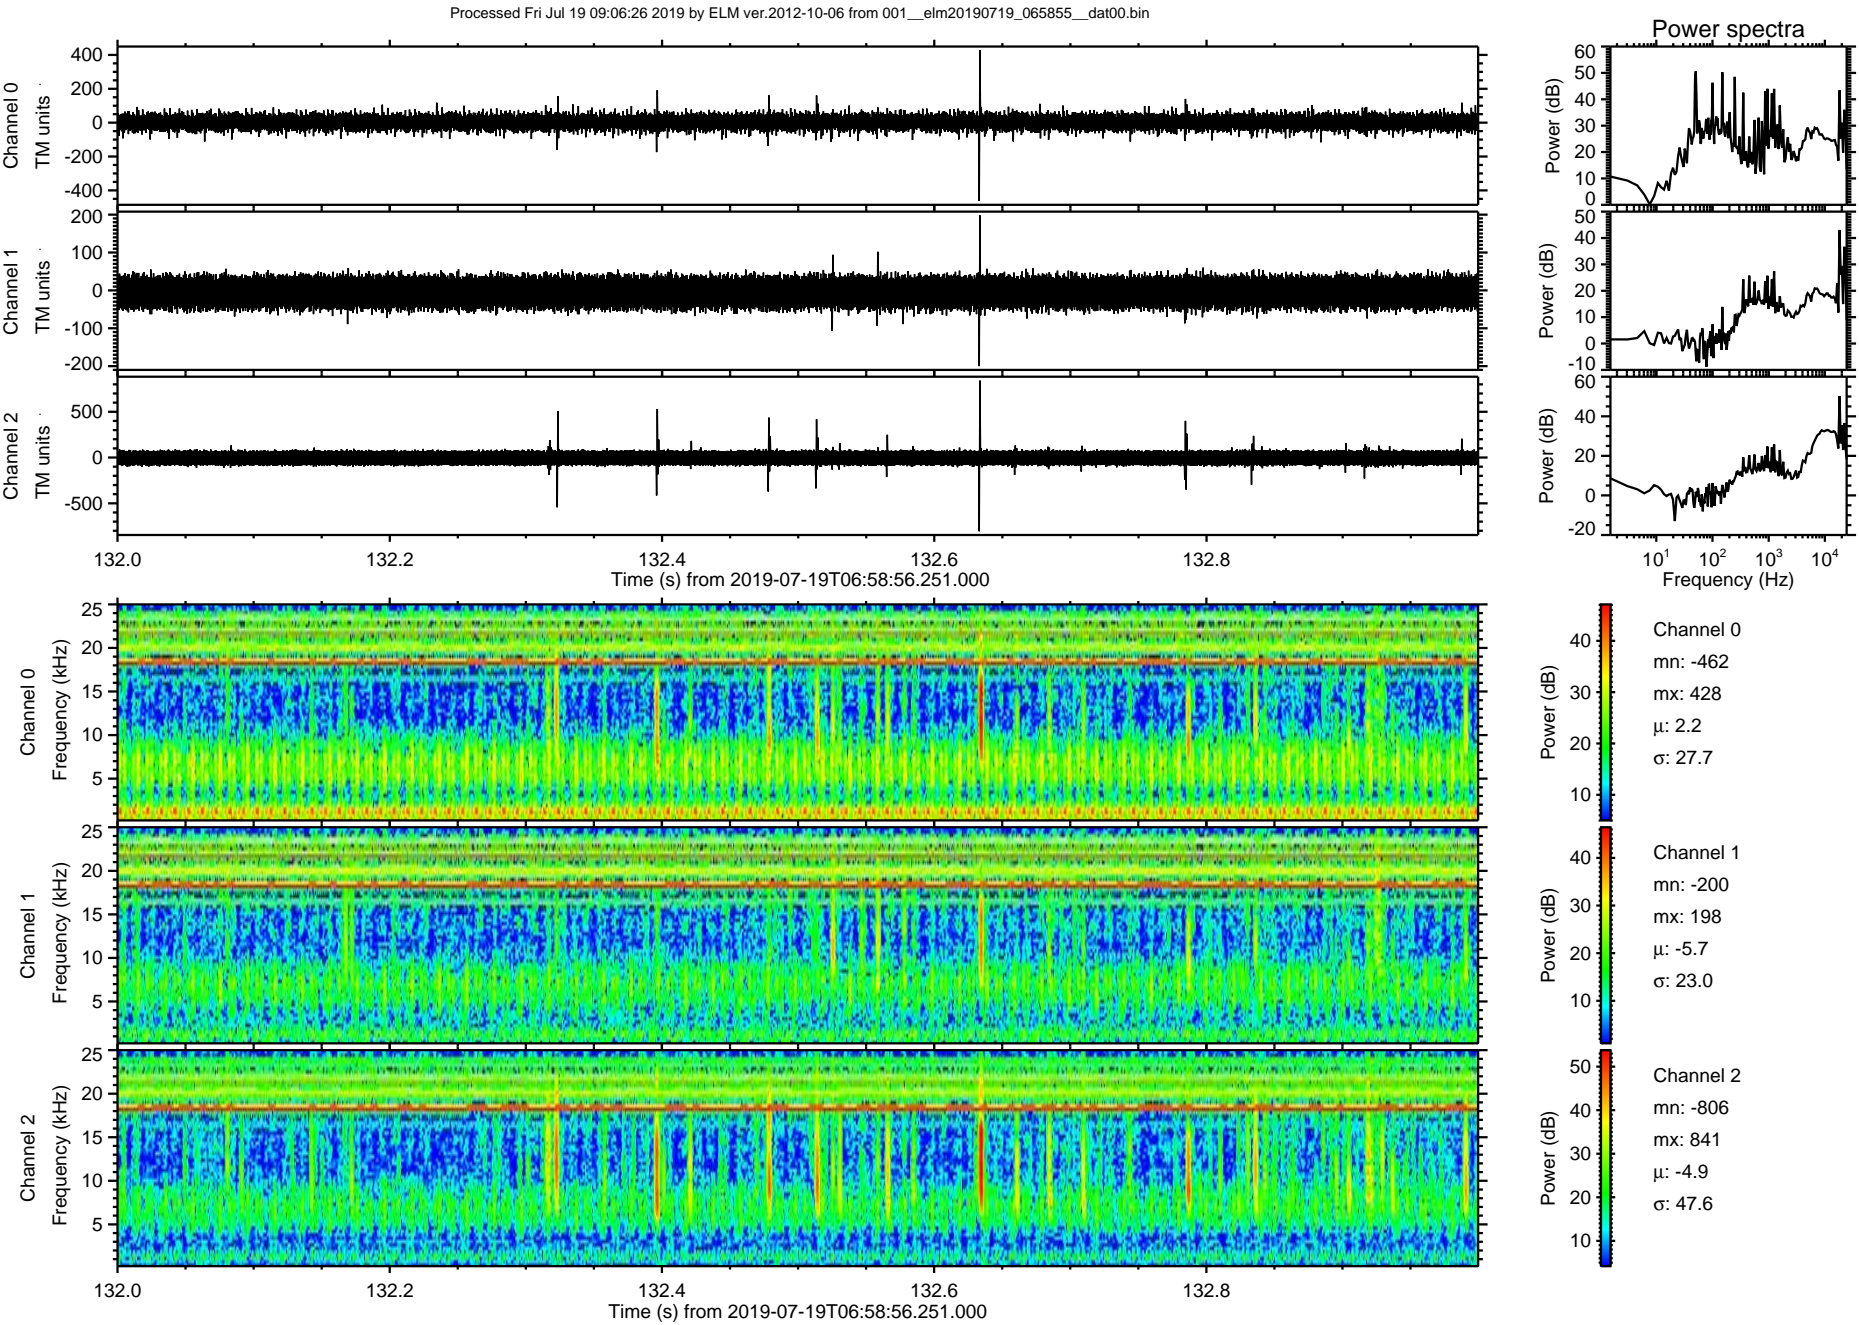 Processed Fri Jul 19 09:06:26 2019 by ELM ver.2012-10-06 from 001__elm20190719_065855__dat00.bin
Power spectra
Channel 0
TM units
400
200
0
-200
-400
Power (dB)
60
50
40
30
20
10
0
Channel 1
TM units
200
100
0
-100
-200
Power (dB)
50
40
30
20
10
0
-10
Channel 2
TM units
500
0
-500
Power (dB)
60
40
20
0
-20
132.0 132.2 132.4 132.6 132.8
Time (s) from 2019-07-19T06:58:56.251.000
10^1 10^2 10^3 10^4
Frequency (Hz)
Channel 0
Frequency (kHz)
25
20
15
10
5
Power (dB)
40
30
20
10
Channel 0
mn: -462
mx: 428
µ: 2.2
σ: 27.7
Channel 1
Frequency (kHz)
25
20
15
10
5
Power (dB)
40
30
20
10
Channel 1
mn: -200
mx: 198
µ: -5.7
σ: 23.0
Channel 2
Frequency (kHz)
25
20
15
10
5
Power (dB)
50
40
30
20
10
Channel 2
mn: -806
mx: 841
µ: -4.9
σ: 47.6
132.0 132.2 132.4 132.6 132.8
Time (s) from 2019-07-19T06:58:56.251.000